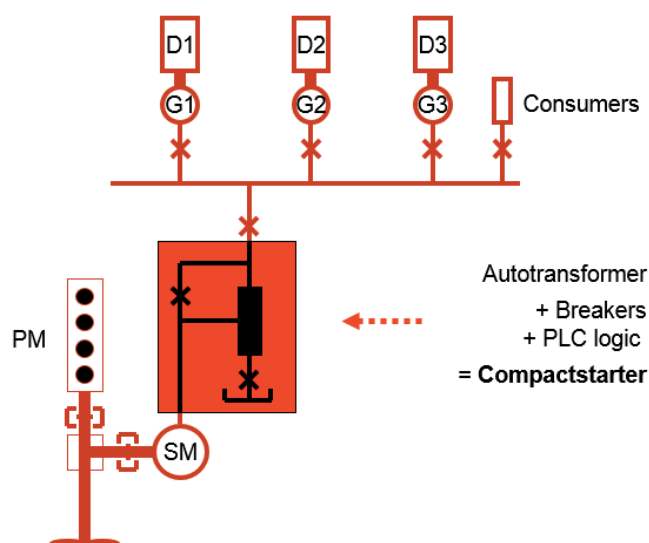 D1
D2
D3
G1
G2
G3
Consumers
Autotransformer
+ Breakers
+ PLC logic
= Compactstarter
PM
SM